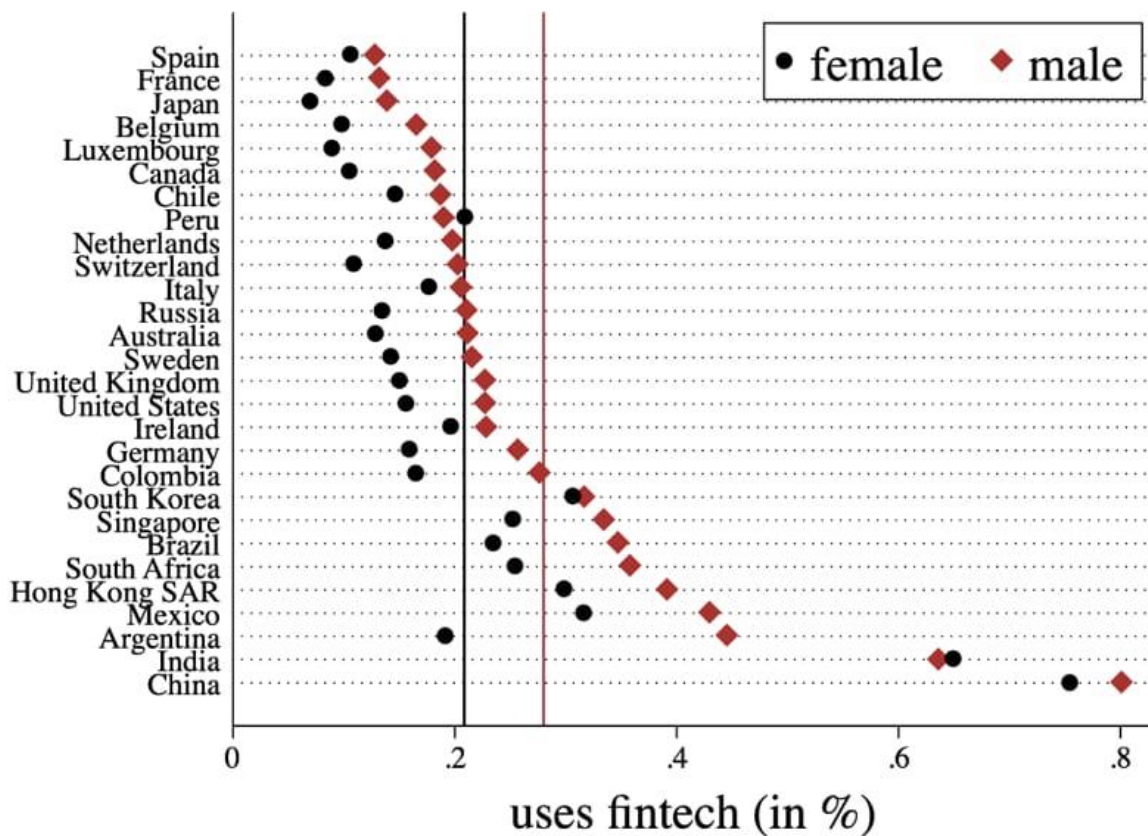 female male
Spain
France
Japan
Belgium
Luxembourg
Canada
Chile
Peru
Netherlands
Switzerland
Italy
Russia
Australia
Sweden
United Kingdom
United States
Ireland
Germany
Colombia
South Korea
Singapore
Brazil
South Africa
Hong Kong SAR
Mexico
Argentina
India
China
0 .2 .4 .6 .8
uses fintech (in %)